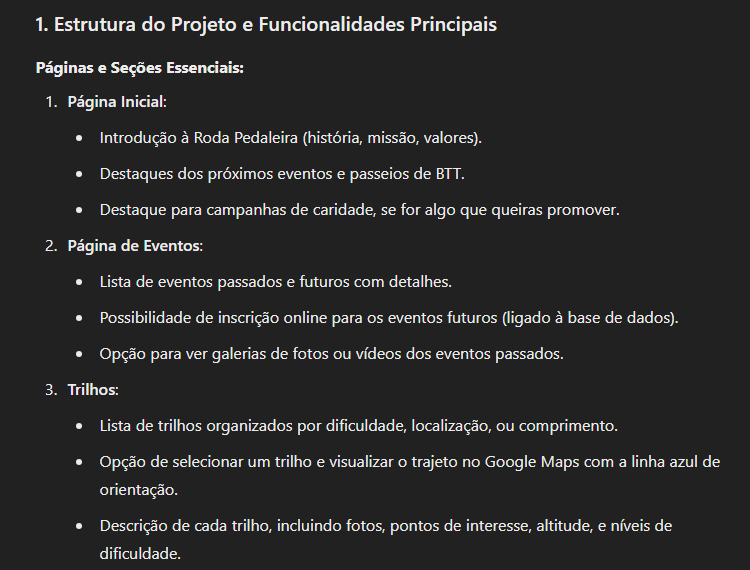 1. Estrutura do Projeto e Funcionalidades Principais
Páginas e Seções Essenciais:
1. Página Inicial:
• Introdução à Roda Pedaleira (história, missão, valores).
• Destaques dos próximos eventos e passeios de BTT.
• Destaque para campanhas de caridade, se for algo que queiras promover.
2. Página de Eventos:
• Lista de eventos passados e futuros com detalhes.
• Possibilidade de inscrição online para os eventos futuros (ligado à base de dados).
• Opção para ver galerias de fotos ou vídeos dos eventos passados.
3. Trilhos:
• Lista de trilhos organizados por dificuldade, localização, ou comprimento.
• Opção de selecionar um trilho e visualizar o trajeto no Google Maps com a linha azul de
orientação.
• Descrição de cada trilho, incluindo fotos, pontos de interesse, altitude, e níveis de
dificuldade.